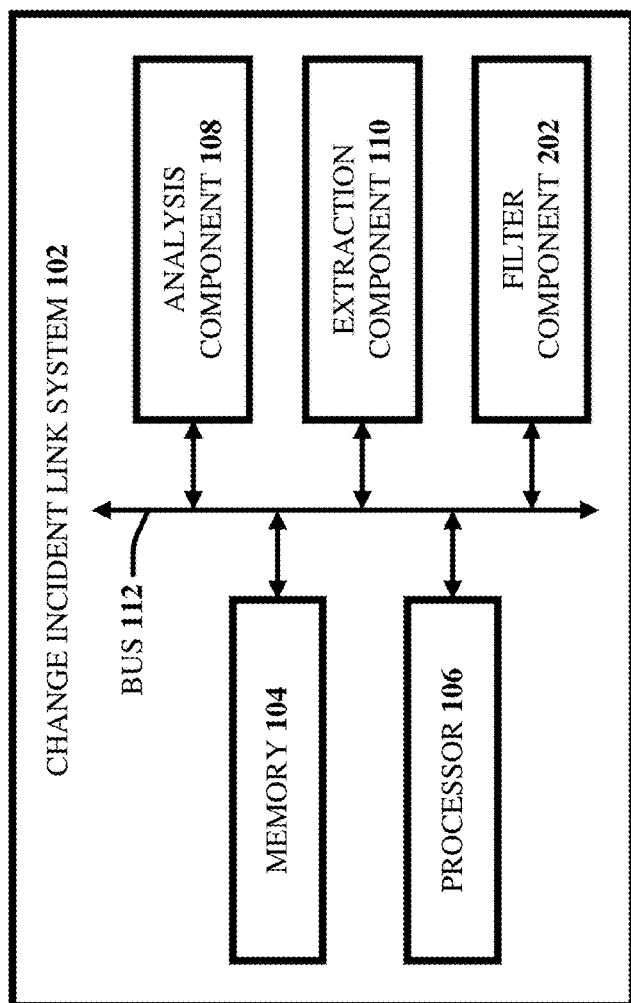 CHANGE INCIDENT LINK SYSTEM 102
BUS 112
MEMORY 104
PROCESSOR 106
ANALYSIS
COMPONENT 108
EXTRACTION
COMPONENT 110
FILTER
COMPONENT 202